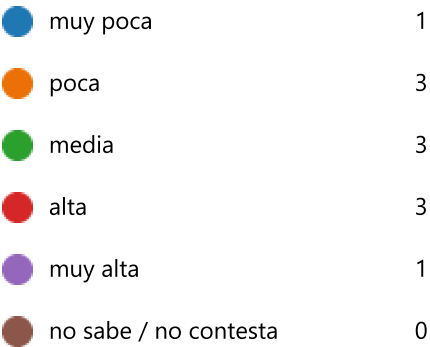 muy poca 1
poca 3
media 3
alta 3
muy alta 1
no sabe / no contesta 0